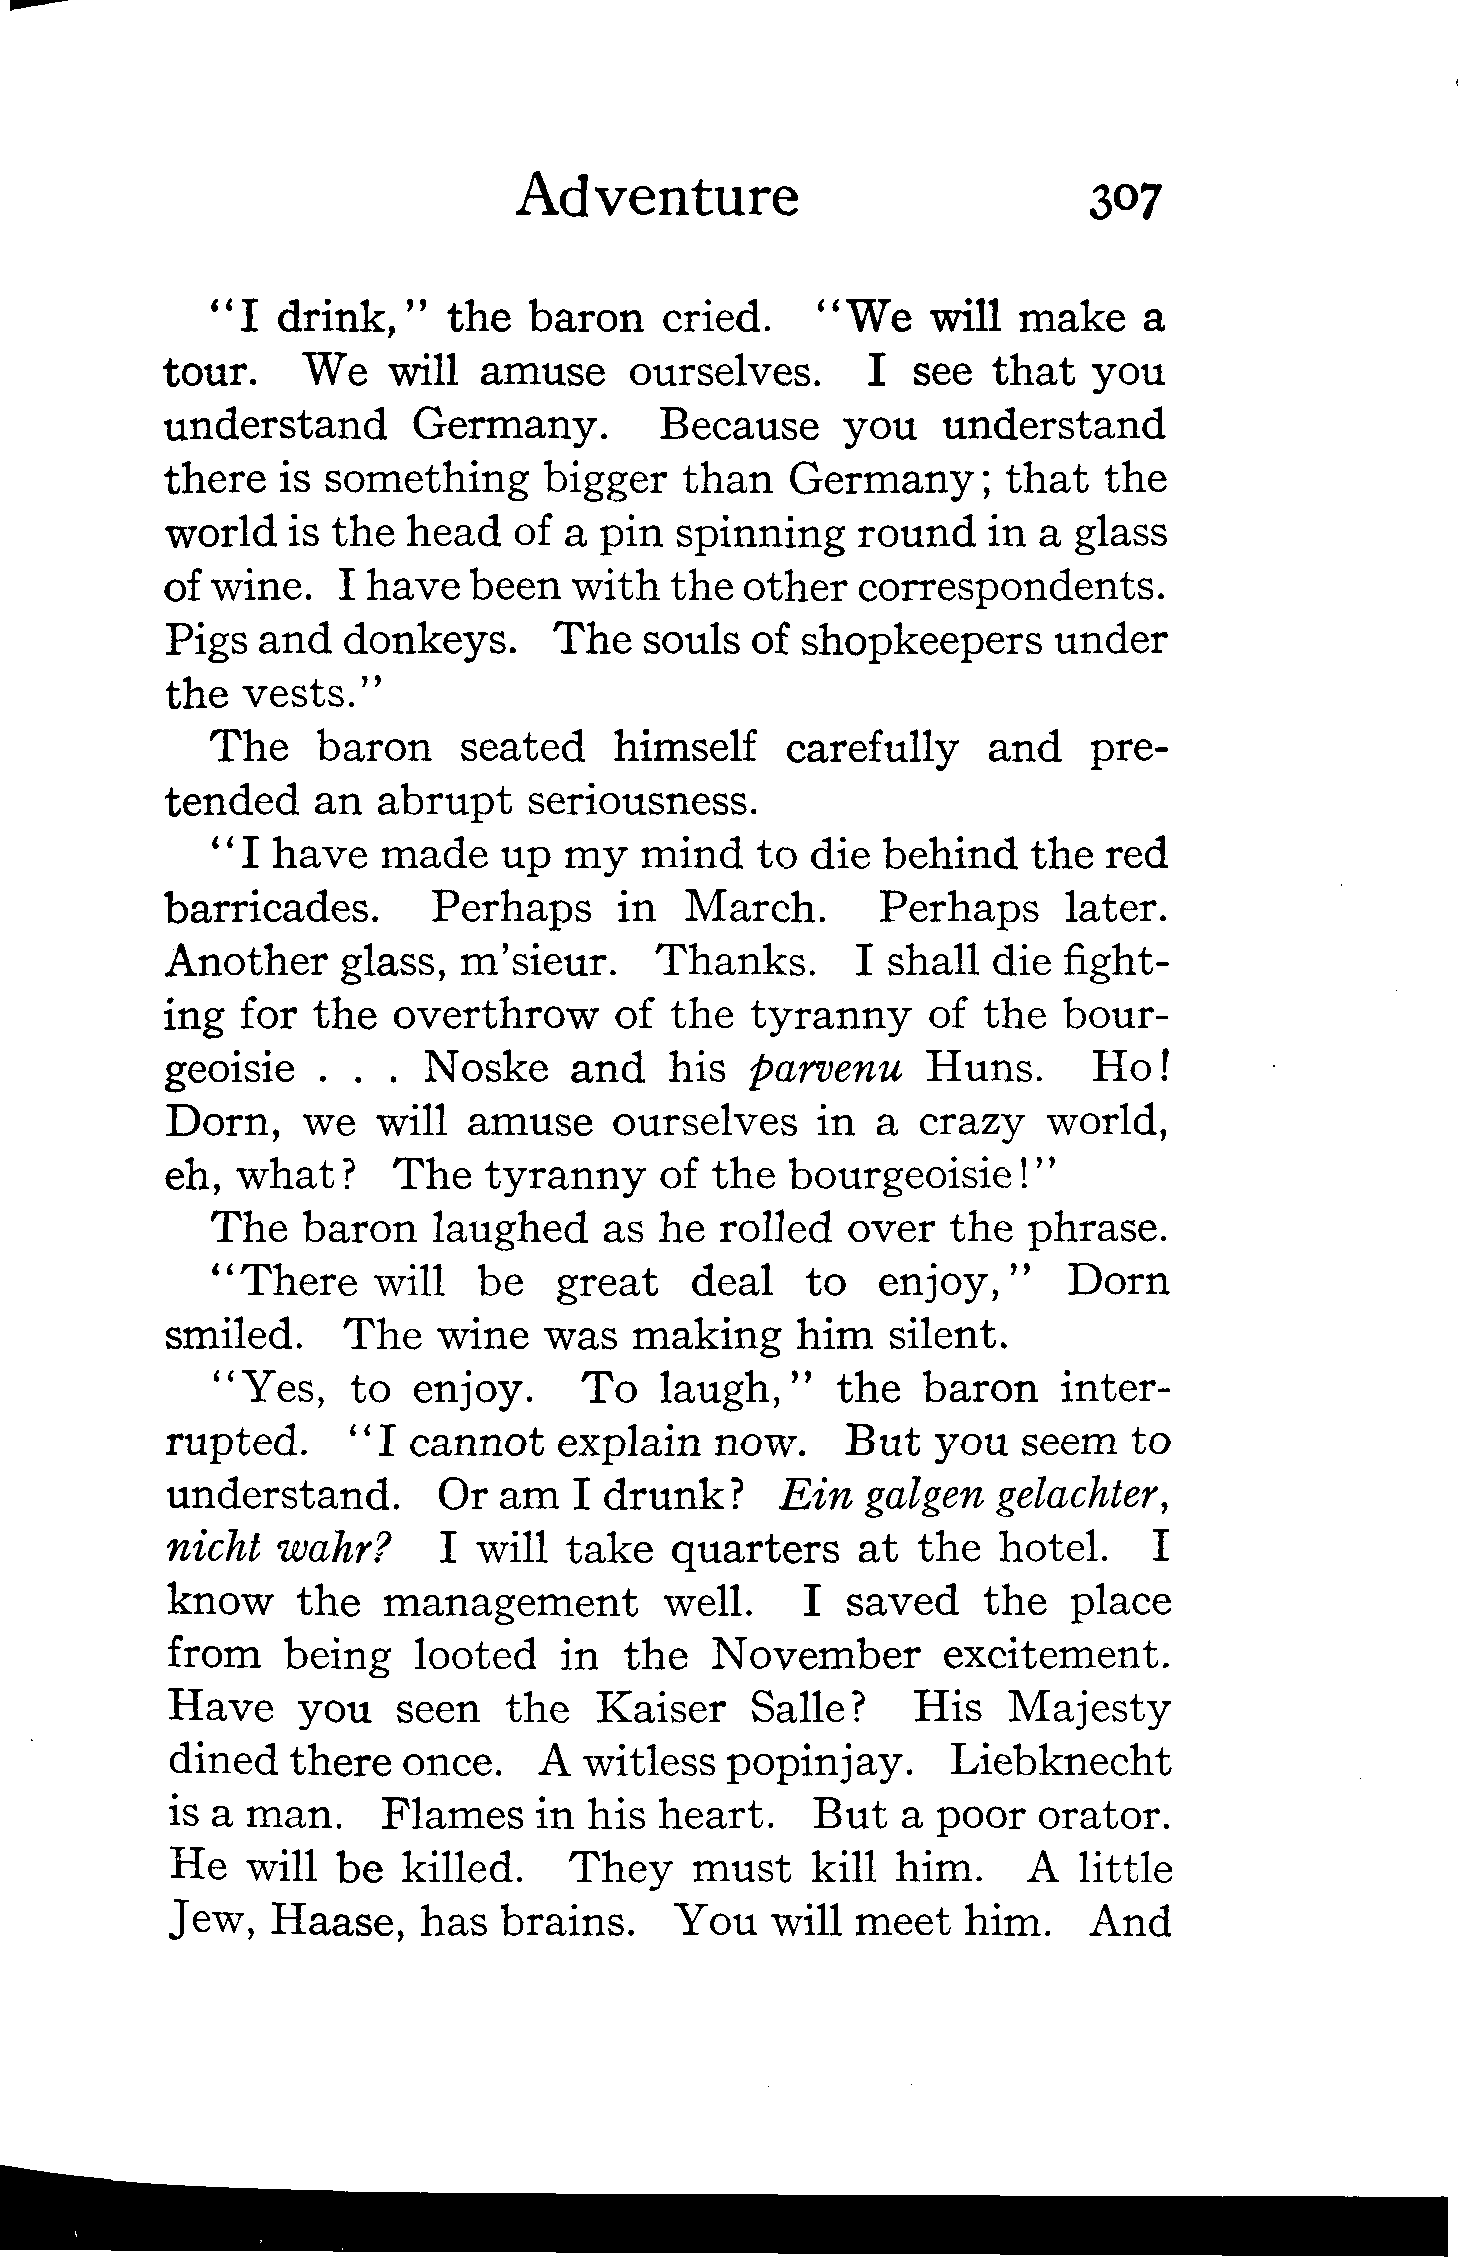 Adventure 307
"I drink," the baron cried. "We will make a
tour. We will amuse ourselves. I see that you
understand Germany. Because you understand
there is something bigger than Germany; that the
world is the head of a pin spinning round in a glass
of wine. I have been with the other correspondents.
Pigs and donkeys. The souls of shopkeepers under
the vests."
The baron seated himself carefully and pre-
tended an abrupt seriousness.
"I have made up my mind to die behind the red
barricades. Perhaps in March. Perhaps later.
Another glass, m'sieur. Thanks. I shall die fight-
ing for the overthrow of the tyranny of the bour-
geoisie . . . Noske and his parvenu Huns. Ho!
Dorn, we will amuse ourselves in a crazy world,
eh, what? The tyranny of the bourgeoisie!"
The baron laughed as he rolled over the phrase.
"There will be great deal to enjoy," Dorn
smiled. The wine was making him silent.
"Yes, to enjoy. To laugh," the baron inter-
rupted. "I cannot explain now. But you seem to
understand. Or am I drunk? Ein galgen gelachter,
nicht wahr? I will take quarters at the hotel. I
know the management well. I saved the place
from being looted in the November excitement.
Have you seen the Kaiser Salle? His Majesty
dined there once. A witless popinjay. Liebknecht
is a man. Flames in his heart. But a poor orator.
He will be killed. They must kill him. A little
Jew, Haase, has brains. You will meet him. And